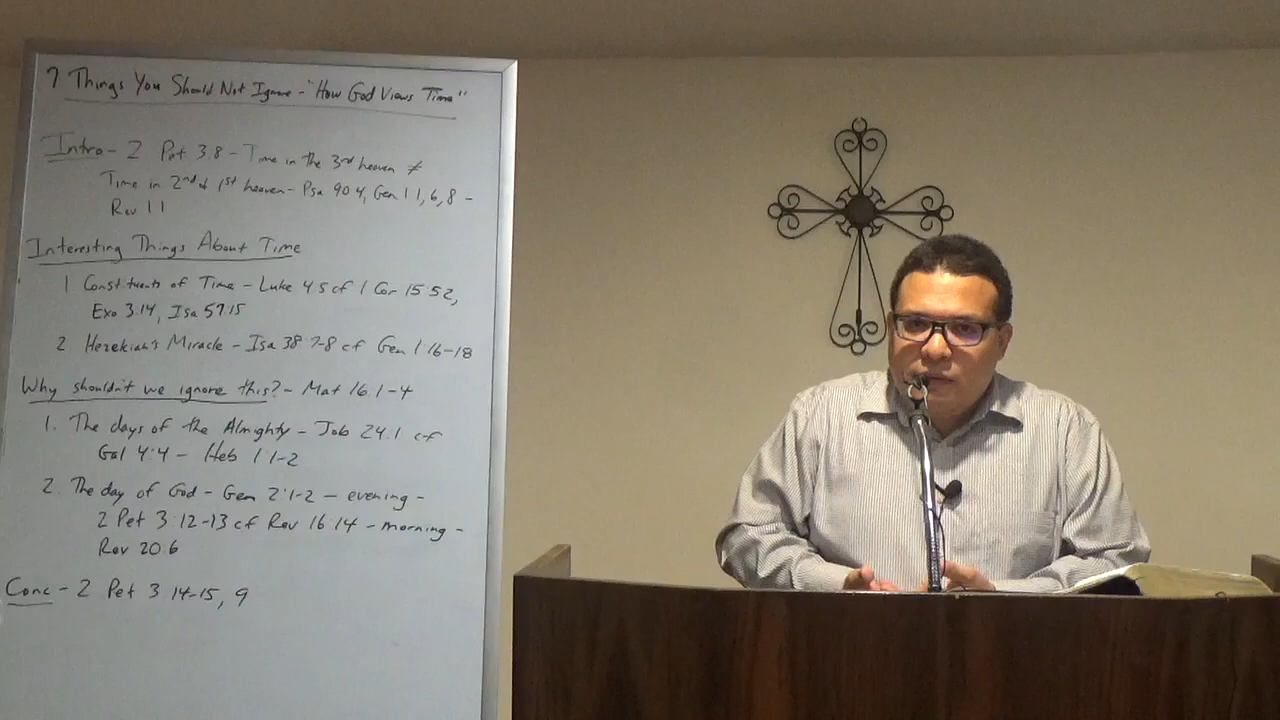 7 Things You Should Not Ignore - "How God Views Time"
Intro - 2 Pet 3.8 - Time in the 3rd heaven ≠
Time in 2nd & 1st heaven - Psa 90 4, Gen 1 1, 6, 8 -
Rev 1 1
Interesting Things About Time
1 Constituents of Time - Luke 4 5 cf 1 Cor 15:52,
Exo 3.14, Isa 57.15
2 Hezekiah's Miracle - Isa 38 7-8 cf Gen 1 16-18
Why shouldn't we ignore this? - Mat 16.1-4
1. The days of the Almighty - Job 24.1 cf
Gal 4:4 - Heb 1 1-2
2. The day of God - Gen 2:1-2 - evening -
2 Pet 3:12-13 cf Rev 16 14 - morning -
Rev 20.6
Conc - 2 Pet 3 14-15, 9